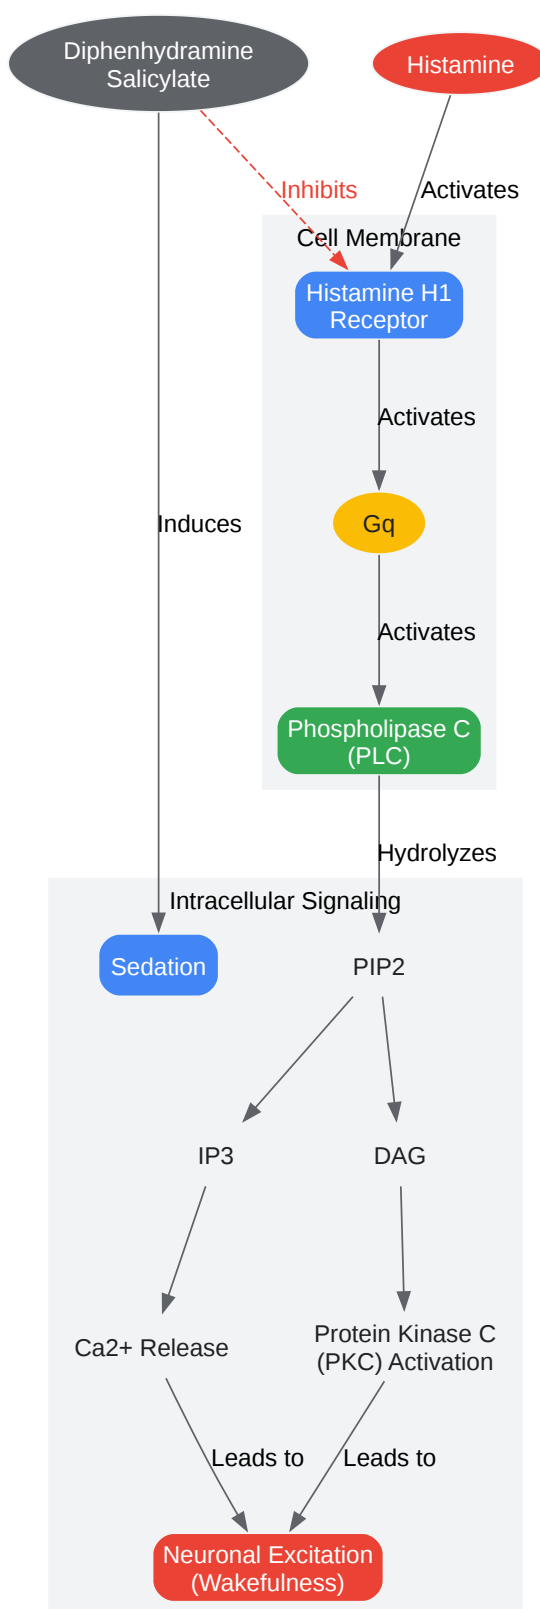 Diphenhydramine
Salicylate
Histamine
Inhibits
Activates
Cell Membrane
Histamine H1
Receptor
Activates
Gq
Induces
Activates
Phospholipase C
(PLC)
Hydrolyzes
Intracellular Signaling
Sedation
PIP2
IP3
DAG
Ca2+ Release
Protein Kinase C
(PKC) Activation
Leads to
Leads to
Neuronal Excitation
(Wakefulness)